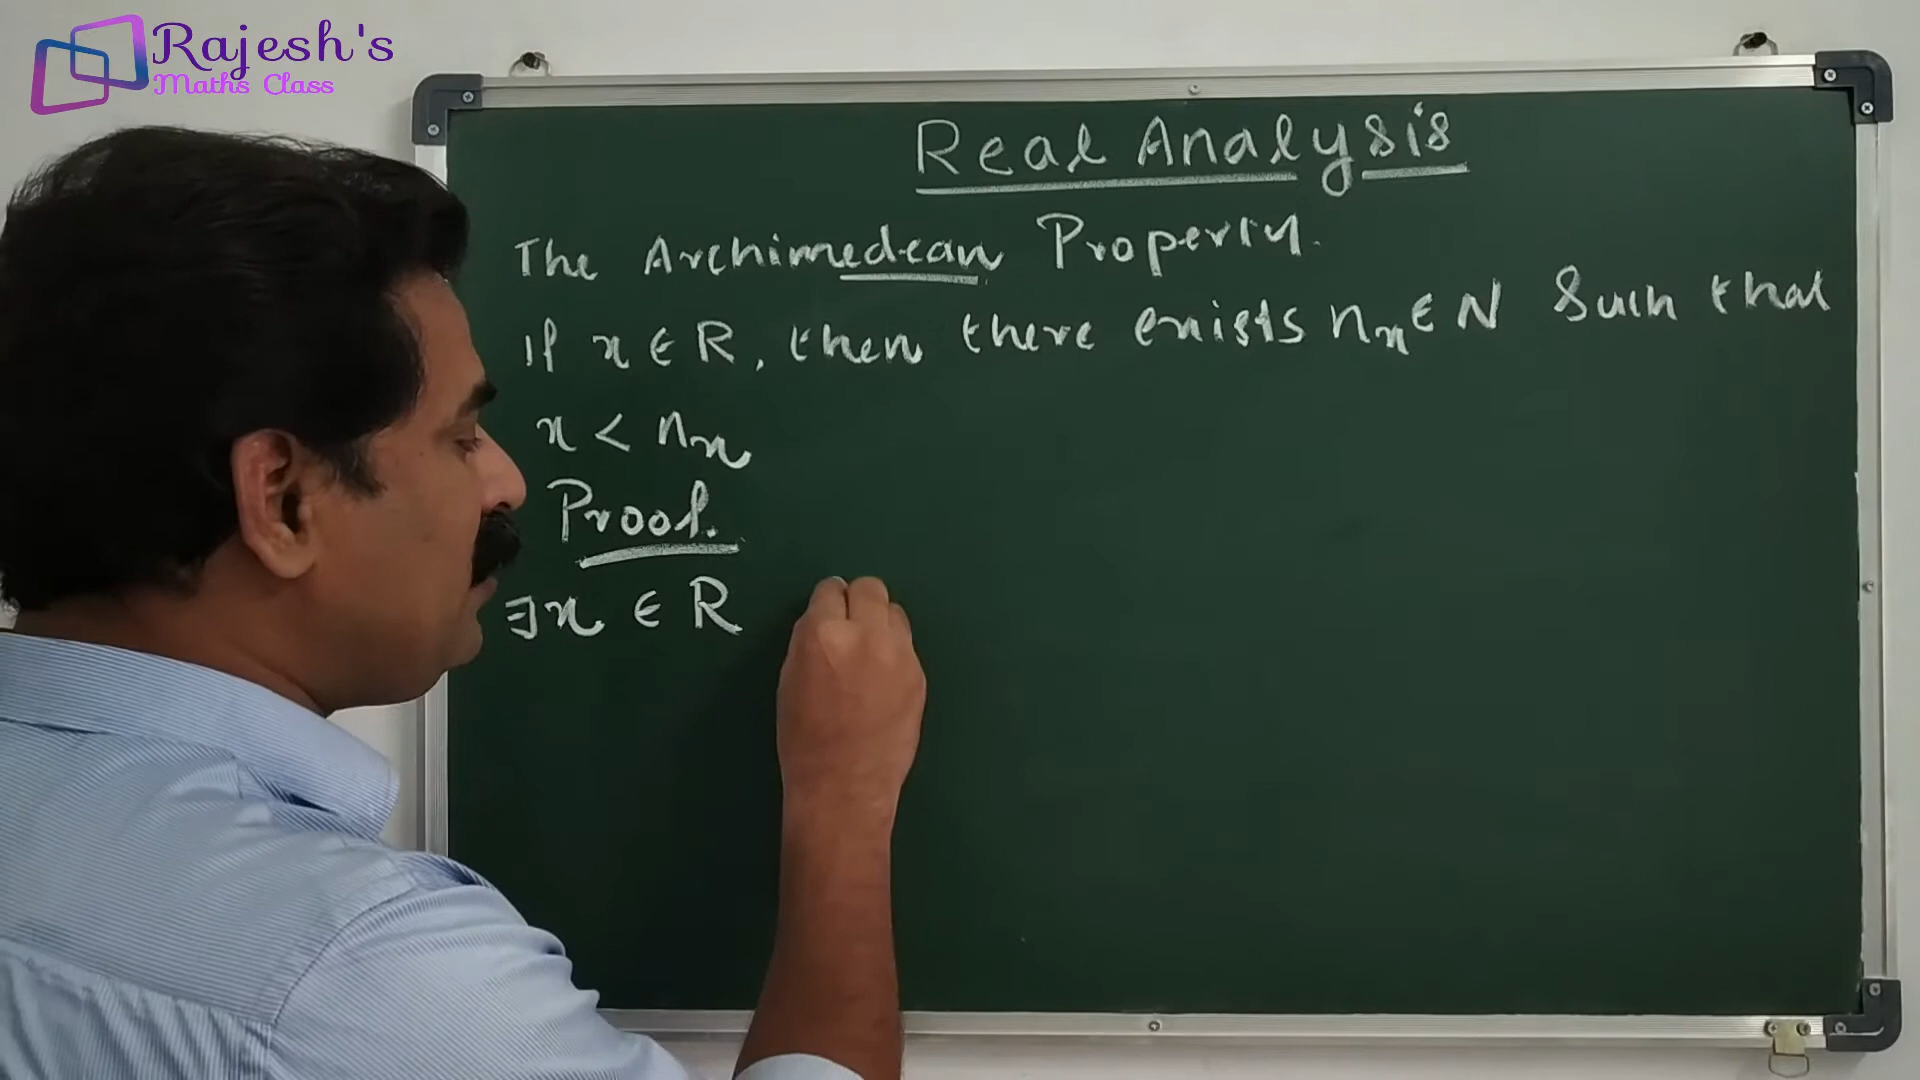 Rajesh's
Maths Class
Real Analysis
The Archimedean Property.
If x ∈ R, then there exists nₓ ∈ N Such that
x < nₓ
Proof.
∃ x ∈ R